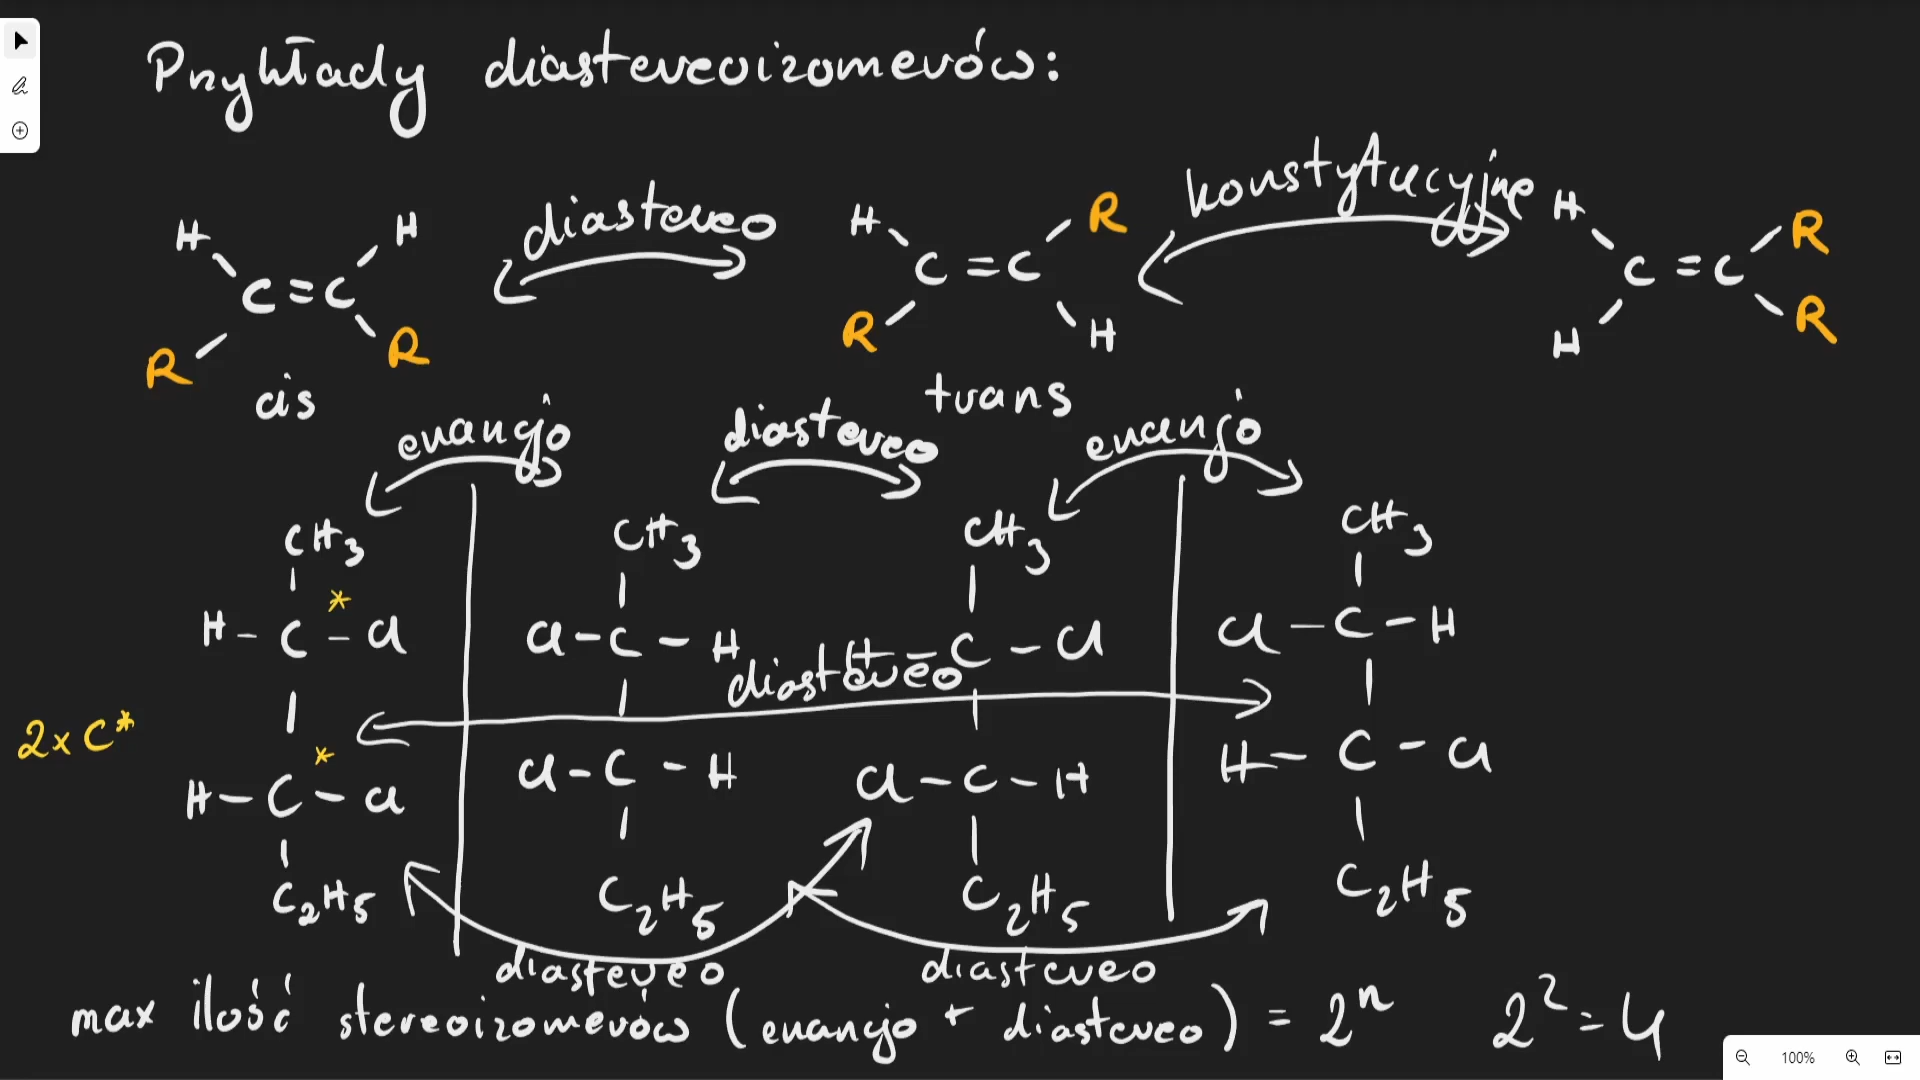 Przykłady diastereoizomerów:
diastereo
konstytucyjne
H H
C=C
R R
cis
H R
C=C
R H
trans
H R
C=C
H R
enancjo diastereo enancjo
CH3 CH3 CH3 CH3
H-C*-Cl Cl-C-H H-C-Cl Cl-C-H
diastereo
2xC*
H-C*-Cl Cl-C-H Cl-C-H H-C-Cl
C2H5 C2H5 C2H5 C2H5
diastereo diastereo
max ilość stereoizomerów (enancjo + diastereo) = 2^n 2^2=4
100%